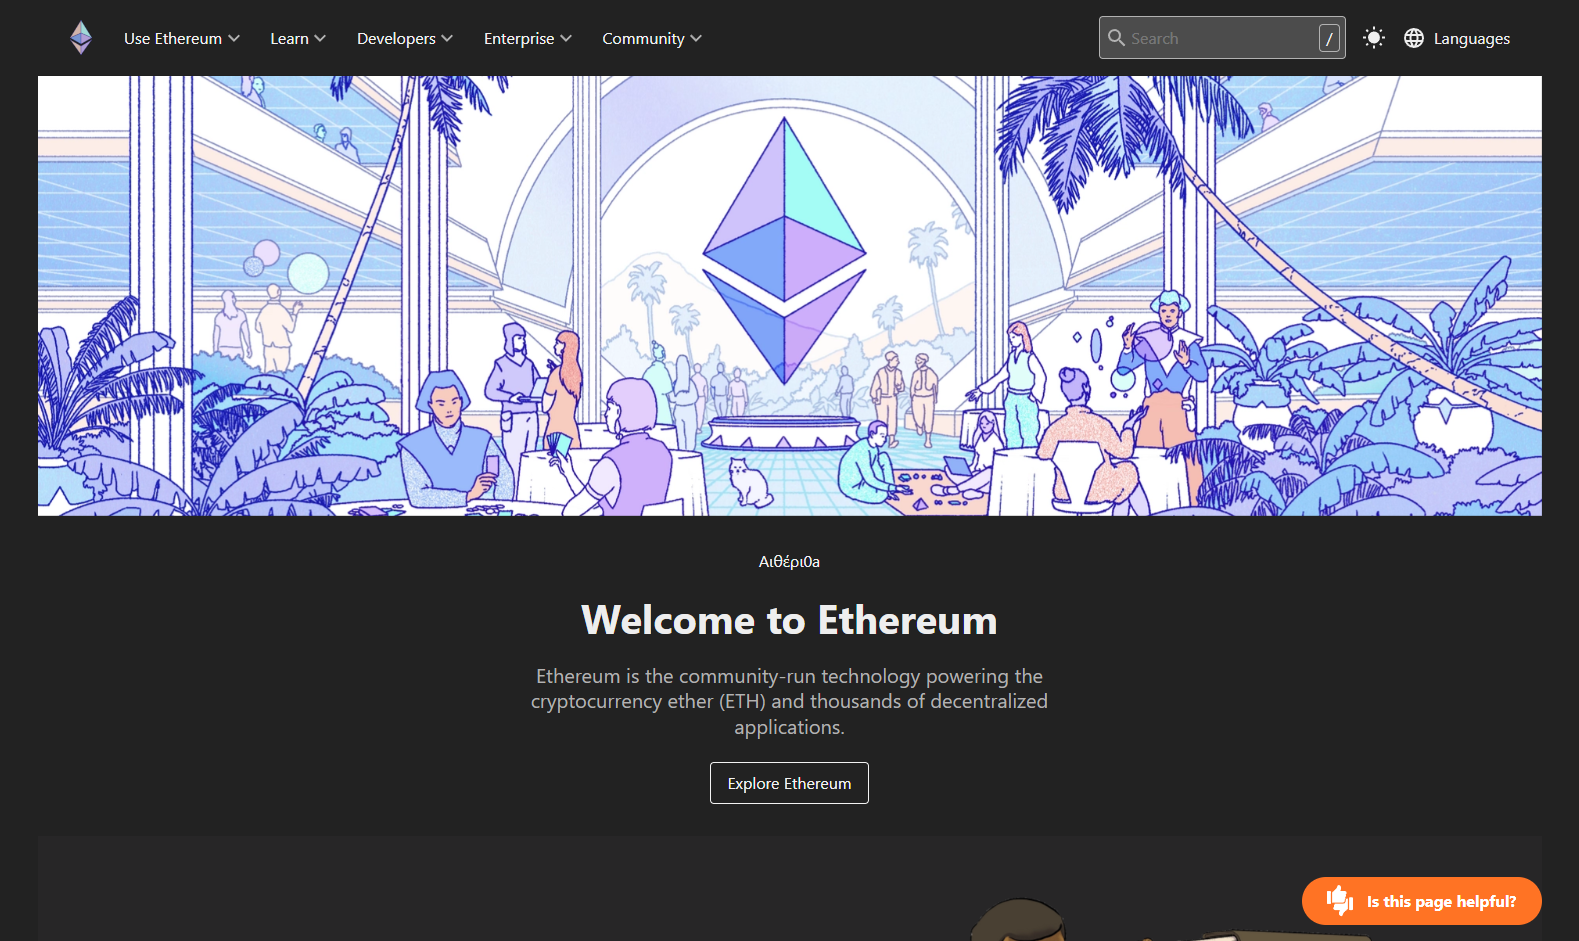 Use Ethereum
Learn
Developers
Enterprise
Community
Search
/
Languages
Αιθέρι0a
Welcome to Ethereum
Ethereum is the community-run technology powering the
cryptocurrency ether (ETH) and thousands of decentralized
applications.
Explore Ethereum
Is this page helpful?